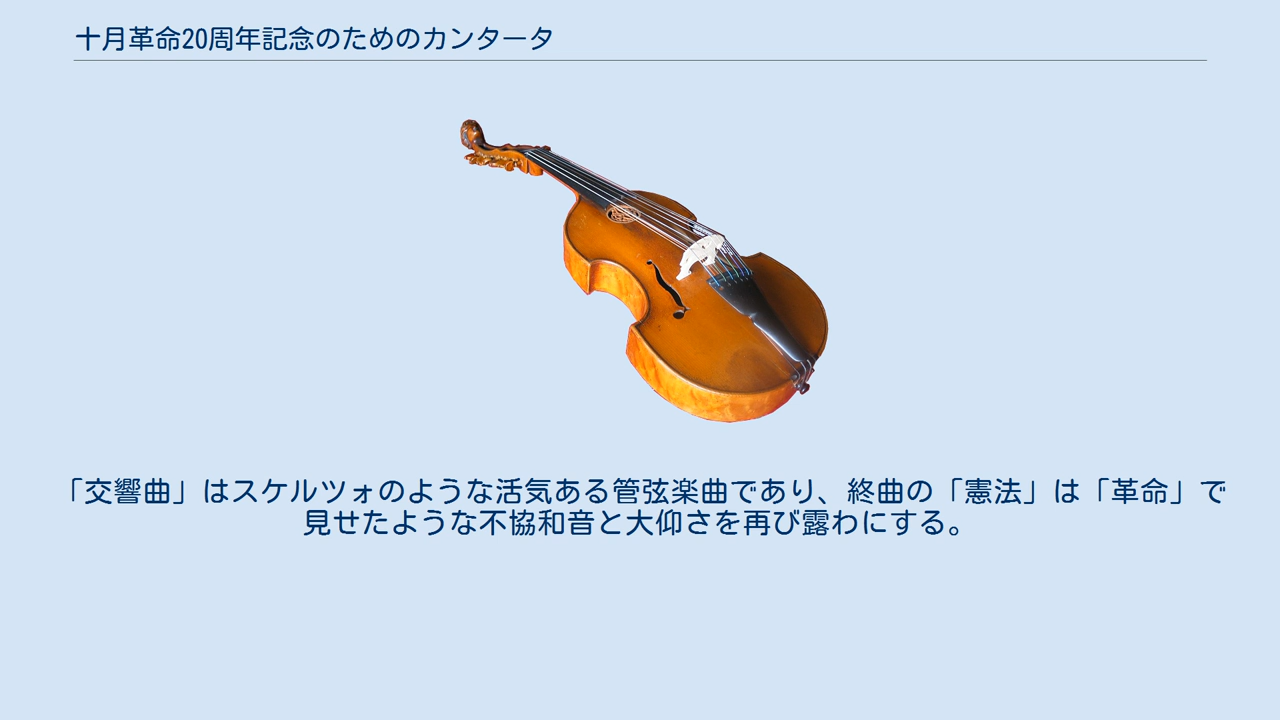 十月革命20周年記念のためのカンタータ
「交響曲」はスケルツォのような活気ある管弦楽曲であり、終曲の「憲法」は「革命」で
見せたような不協和音と大仰さを再び露わにする。